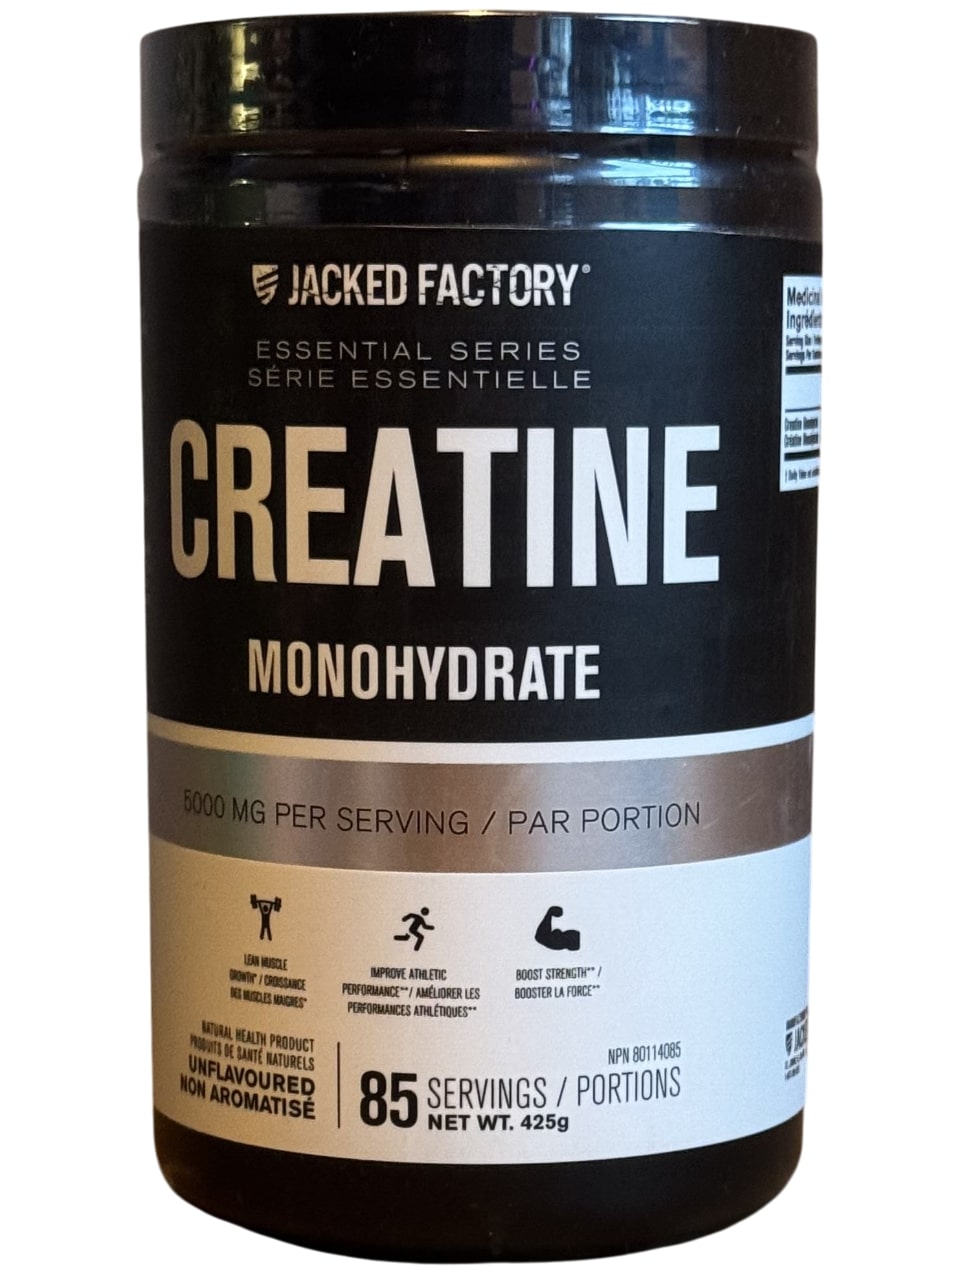 JACKED FACTORY®
ESSENTIAL SERIES
SÉRIE ESSENTIELLE
CREATINE
MONOHYDRATE
5000 MG PER SERVING / PAR PORTION
LEAN MUSCLE
GROWTH* / CROISSANCE
DES MUSCLES MAIGRES*
IMPROVE ATHLETIC
PERFORMANCE**/ AMÉLIORER LES
PERFORMANCES ATHLÉTIQUES**
BOOST STRENGTH** /
BOOSTER LA FORCE**
NATURAL HEALTH PRODUCT
PRODUITS DE SANTÉ NATURELS
UNFLAVOURED
NON AROMATISÉ
NPN 80114085
85 SERVINGS / PORTIONS
NET WT. 425g
Medicinal